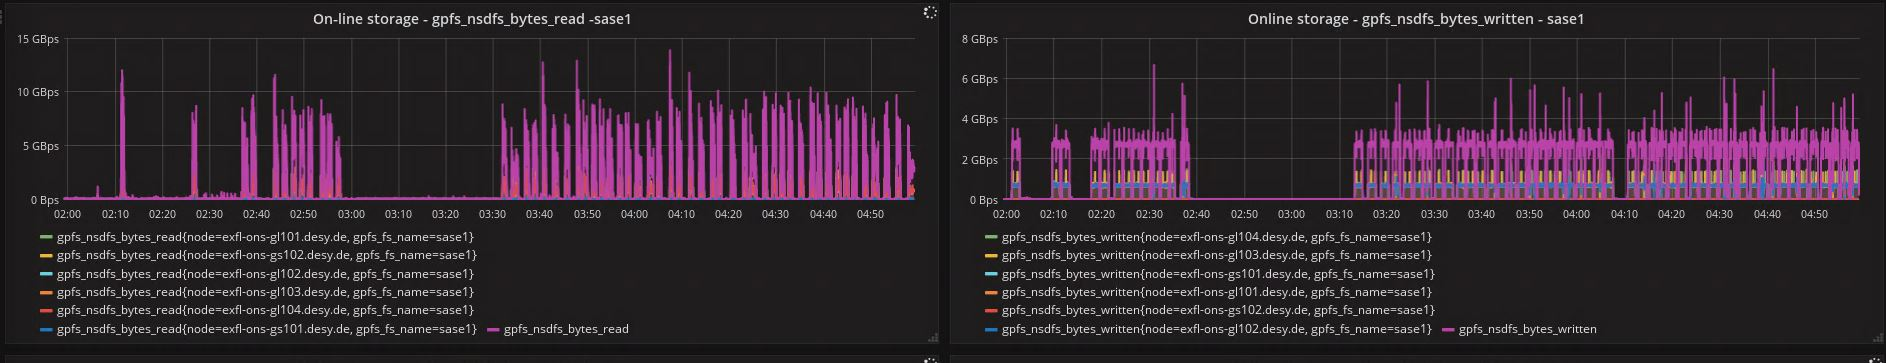 On-line storage - gpfs_nsdfs_bytes_read -sase1
15 GBps
10 GBps
5 GBps
0 Bps
02:00 02:10 02:20 02:30 02:40 02:50 03:00 03:10 03:20 03:30 03:40 03:50 04:00 04:10 04:20 04:30 04:40 04:50
gpfs_nsdfs_bytes_read{node=exfl-ons-gl101.desy.de, gpfs_fs_name=sase1}
gpfs_nsdfs_bytes_read{node=exfl-ons-gs102.desy.de, gpfs_fs_name=sase1}
gpfs_nsdfs_bytes_read{node=exfl-ons-gl102.desy.de, gpfs_fs_name=sase1}
gpfs_nsdfs_bytes_read{node=exfl-ons-gl103.desy.de, gpfs_fs_name=sase1}
gpfs_nsdfs_bytes_read{node=exfl-ons-gl104.desy.de, gpfs_fs_name=sase1}
gpfs_nsdfs_bytes_read{node=exfl-ons-gs101.desy.de, gpfs_fs_name=sase1} gpfs_nsdfs_bytes_read
Online storage - gpfs_nsdfs_bytes_written - sase1
8 GBps
6 GBps
4 GBps
2 GBps
0 Bps
02:00 02:10 02:20 02:30 02:40 02:50 03:00 03:10 03:20 03:30 03:40 03:50 04:00 04:10 04:20 04:30 04:40 04:50
gpfs_nsdfs_bytes_written{node=exfl-ons-gl104.desy.de, gpfs_fs_name=sase1}
gpfs_nsdfs_bytes_written{node=exfl-ons-gl103.desy.de, gpfs_fs_name=sase1}
gpfs_nsdfs_bytes_written{node=exfl-ons-gs101.desy.de, gpfs_fs_name=sase1}
gpfs_nsdfs_bytes_written{node=exfl-ons-gl101.desy.de, gpfs_fs_name=sase1}
gpfs_nsdfs_bytes_written{node=exfl-ons-gs102.desy.de, gpfs_fs_name=sase1}
gpfs_nsdfs_bytes_written{node=exfl-ons-gl102.desy.de, gpfs_fs_name=sase1} gpfs_nsdfs_bytes_written